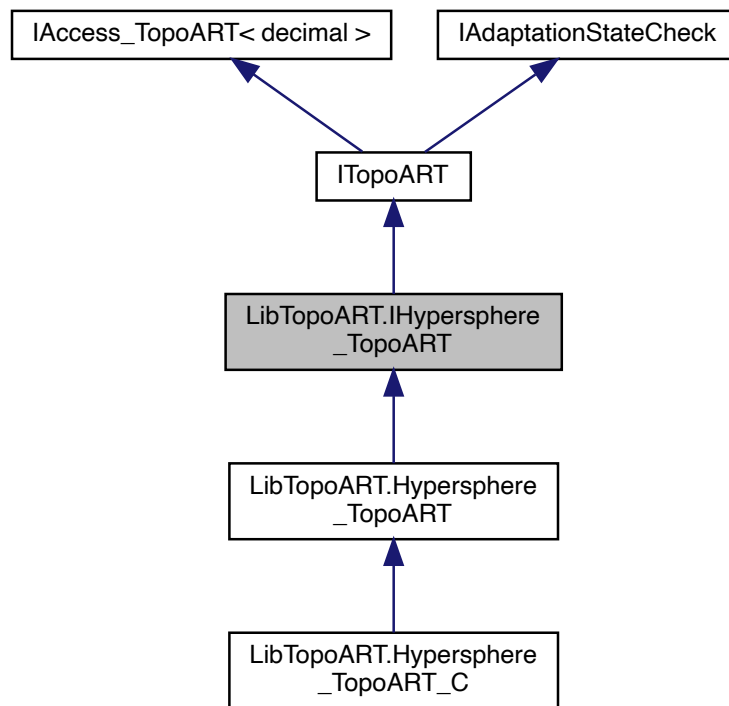 IAccess_TopoART< decimal >
IAdaptationStateCheck
ITopoART
LibTopoART.IHypersphere
_TopoART
LibTopoART.Hypersphere
_TopoART
LibTopoART.Hypersphere
_TopoART_C